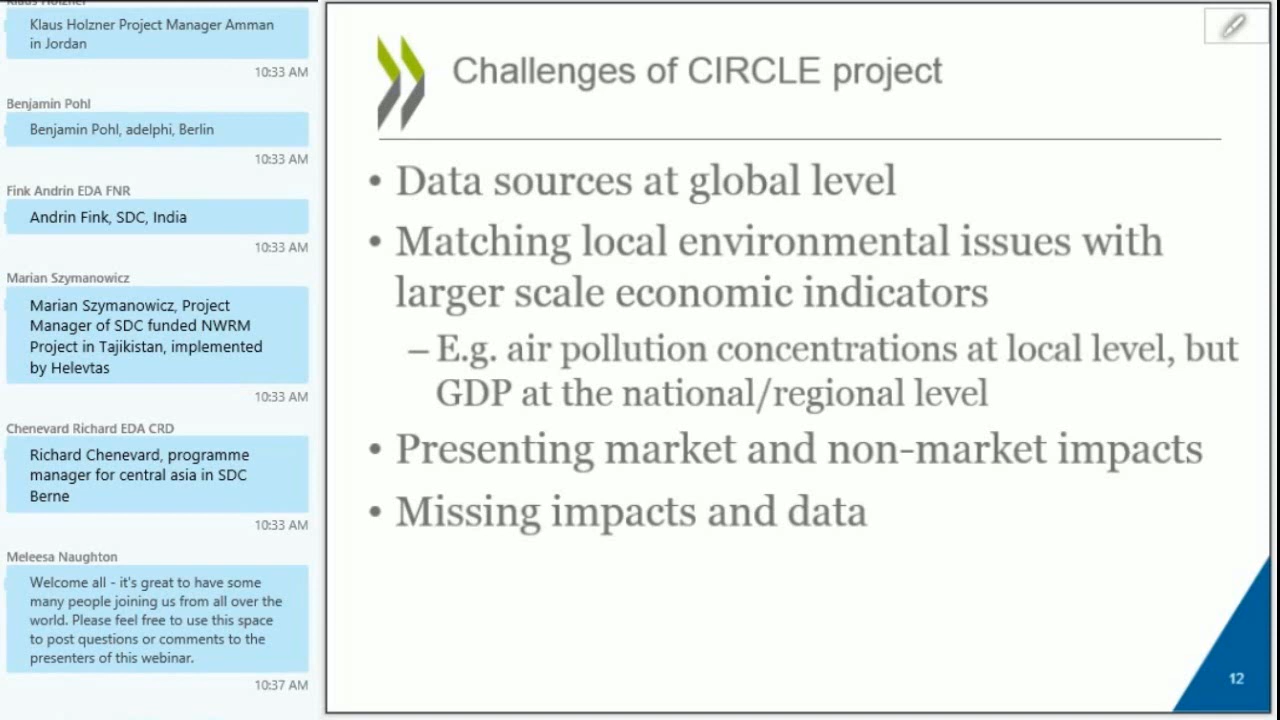 Klaus Holzner
Klaus Holzner Project Manager Amman
in Jordan
10:33 AM
Benjamin Pohl
Benjamin Pohl, adelphi, Berlin
10:33 AM
Fink Andrin EDA FNR
Andrin Fink, SDC, India
10:33 AM
Marian Szymanowicz
Marian Szymanowicz, Project
Manager of SDC funded NWRM
Project in Tajikistan, implemented
by Helevtas
10:33 AM
Chenevard Richard EDA CRD
Richard Chenevard, programme
manager for central asia in SDC
Berne
10:33 AM
Meleesa Naughton
Welcome all - it's great to have some
many people joining us from all over the
world. Please feel free to use this space
to post questions or comments to the
presenters of this webinar.
10:37 AM
Challenges of CIRCLE project
• Data sources at global level
• Matching local environmental issues with
larger scale economic indicators
– E.g. air pollution concentrations at local level, but
GDP at the national/regional level
• Presenting market and non-market impacts
• Missing impacts and data
12